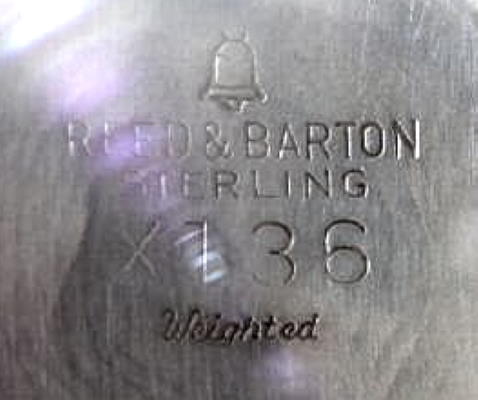 REED & BARTON
STERLING
X136
Weighted